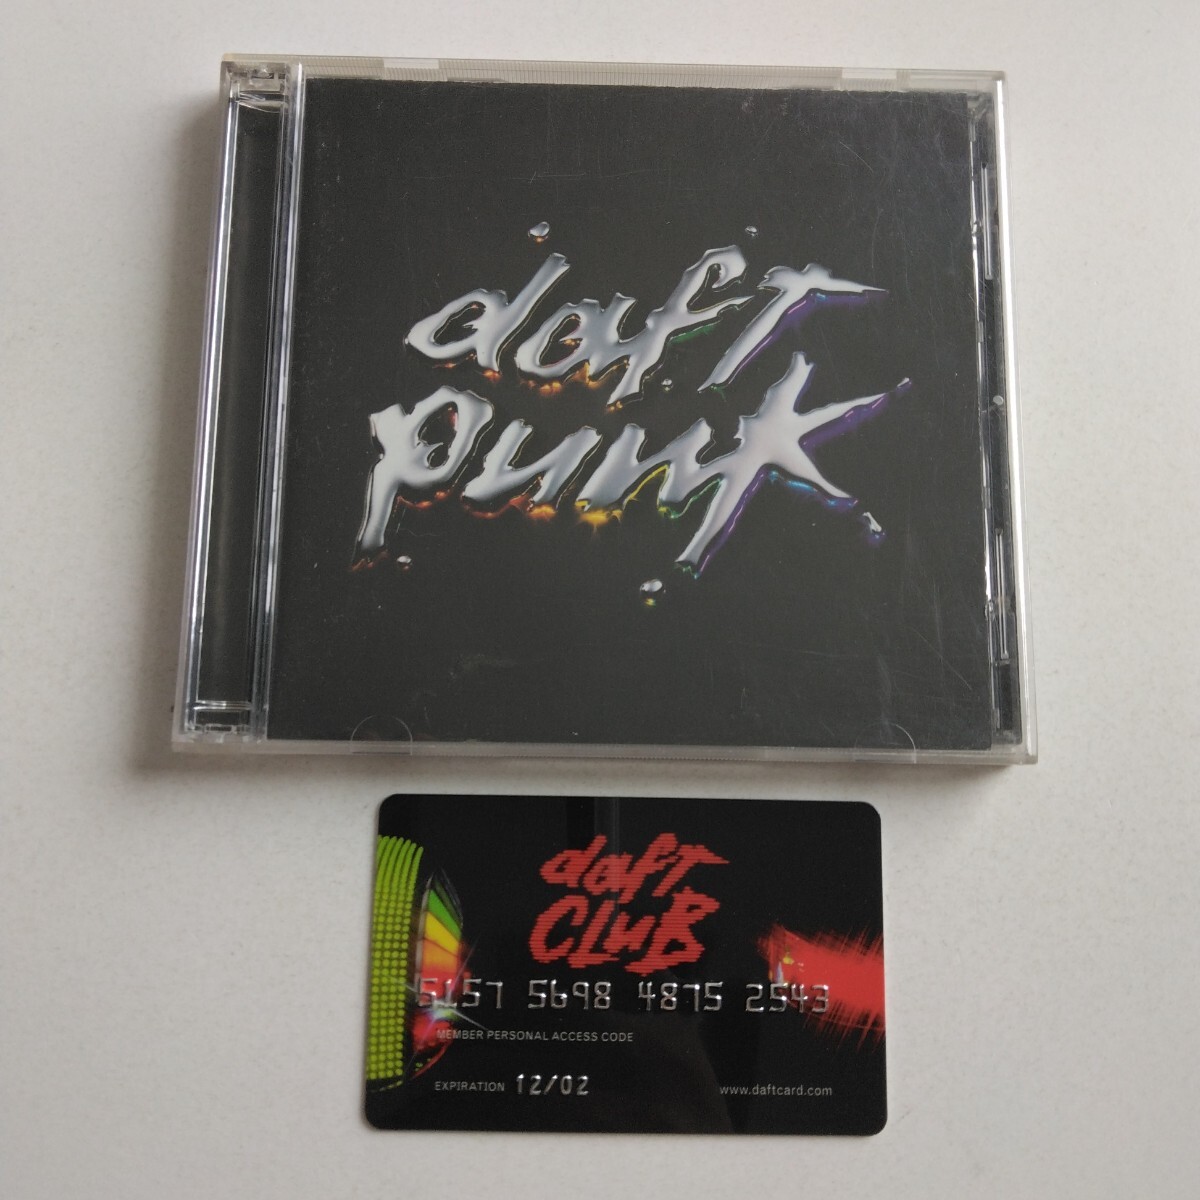 daft
punk
daft
CLuB
5157 5698 4875 2543
MEMBER PERSONAL ACCESS CODE
EXPIRATION 12/02
www.daftcard.com